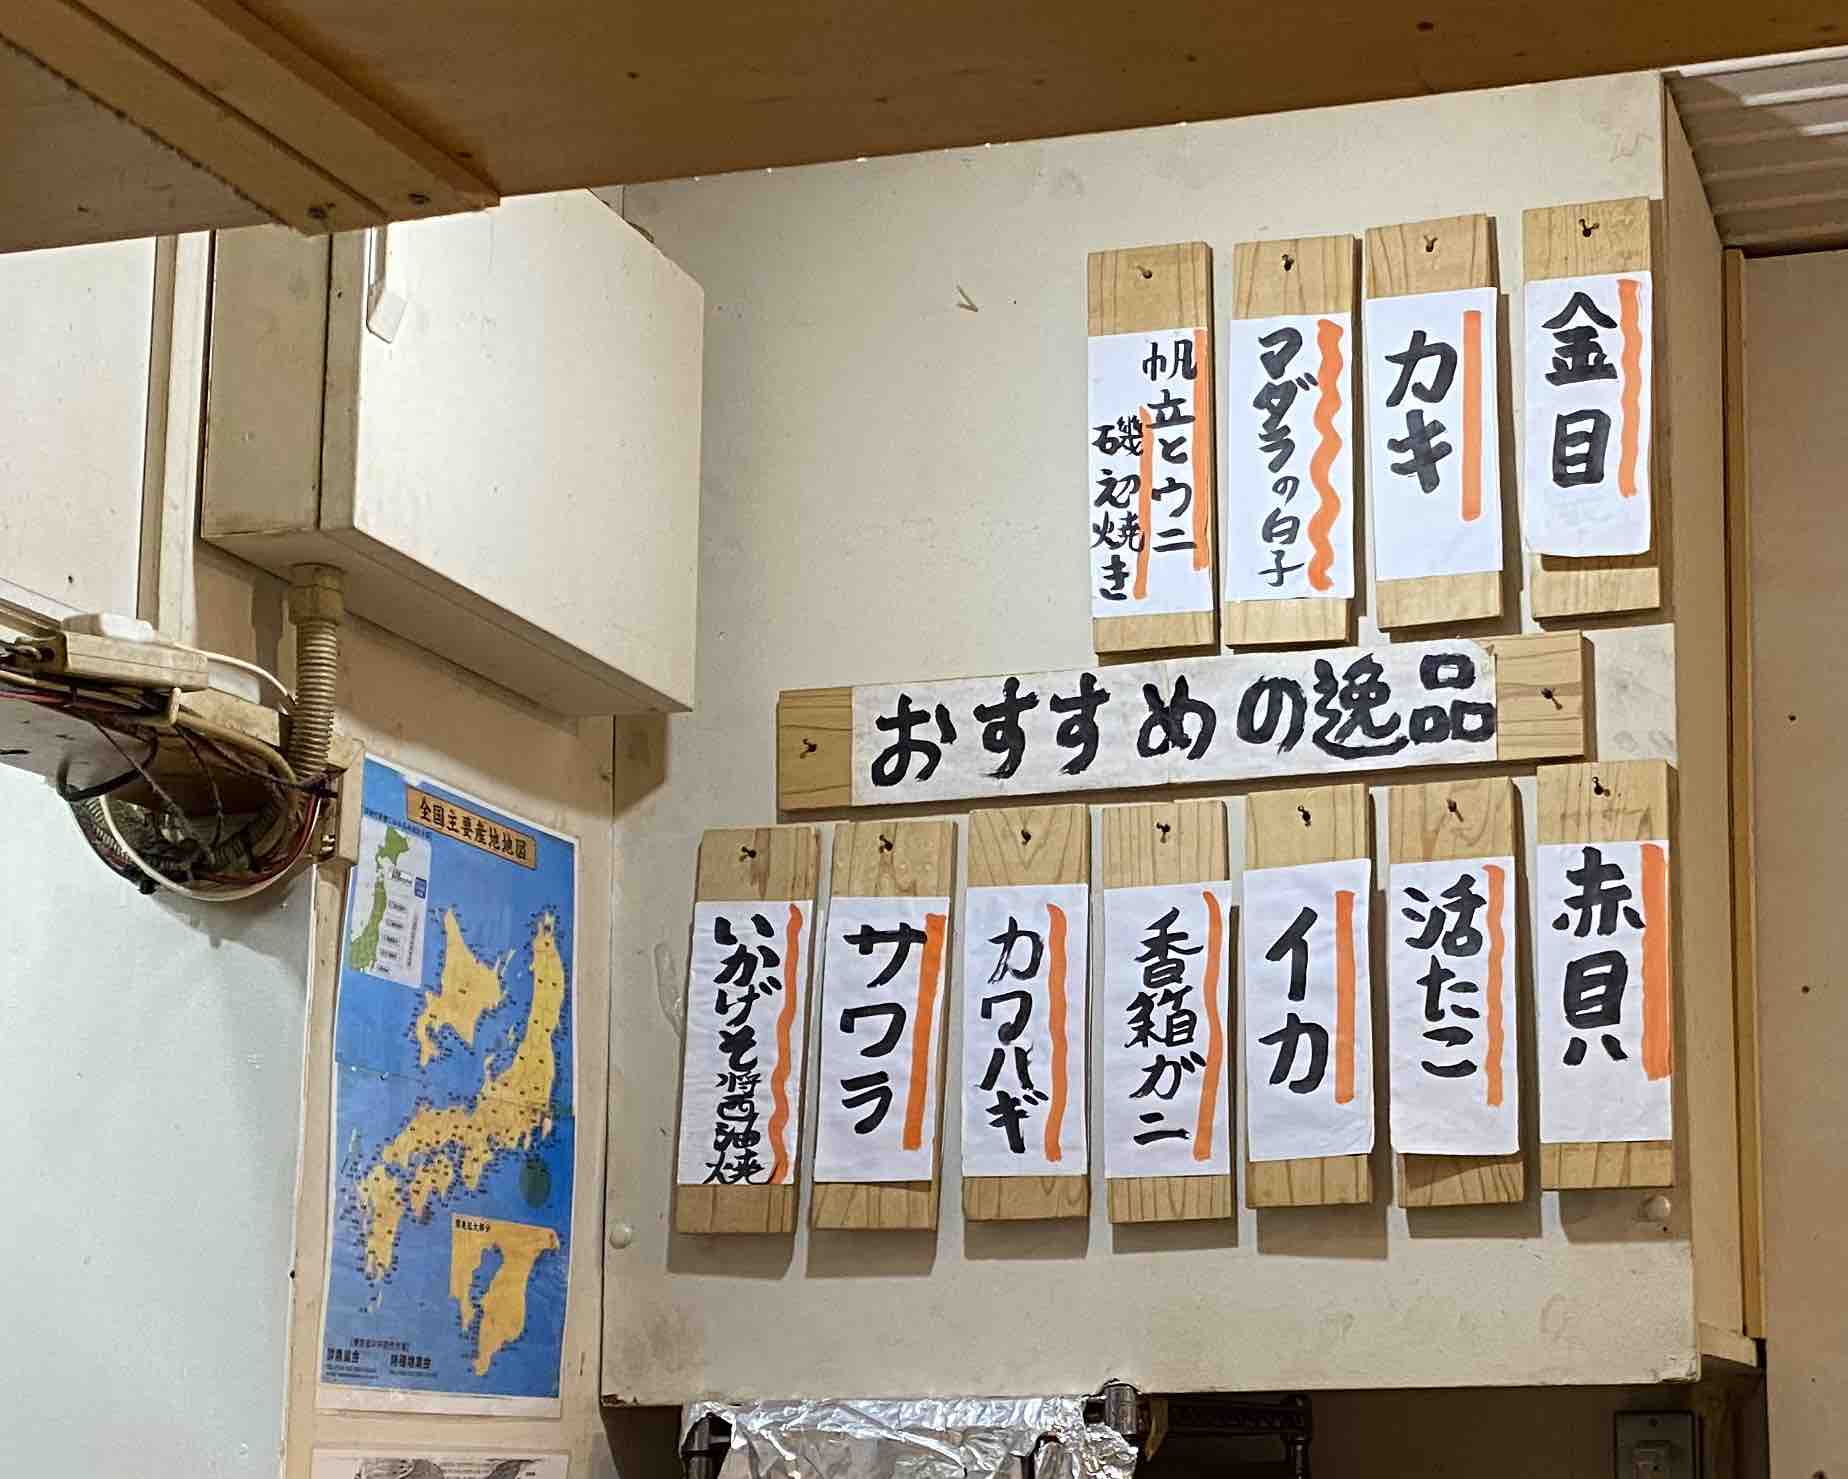 金目
カキ
マダラの白子
帆立とウニ
磯辺焼き
おすすめの逸品
赤貝
活たこ
イカ
香箱ガニ
カワハギ
サワラ
いかげそ醤油焼
全国主要産地地図